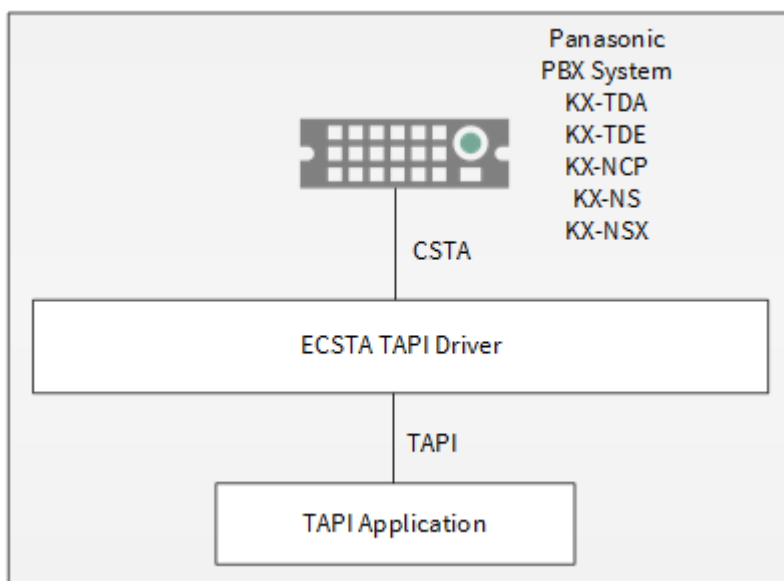 Panasonic
PBX System
KX-TDA
KX-TDE
KX-NCP
KX-NS
KX-NSX
CSTA
ECSTA TAPI Driver
TAPI
TAPI Application